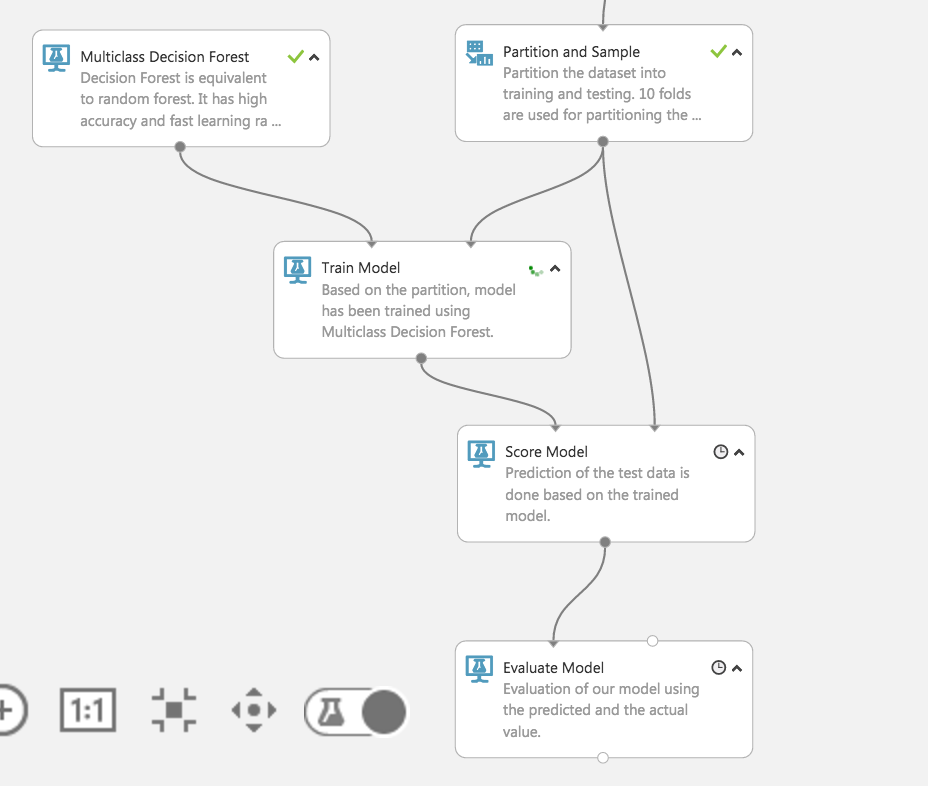 Multiclass Decision Forest
Decision Forest is equivalent
to random forest. It has high
accuracy and fast learning ra ...
Partition and Sample
Partition the dataset into
training and testing. 10 folds
are used for partitioning the ...
Train Model
Based on the partition, model
has been trained using
Multiclass Decision Forest.
Score Model
Prediction of the test data is
done based on the trained
model.
Evaluate Model
Evaluation of our model using
the predicted and the actual
value.
1:1